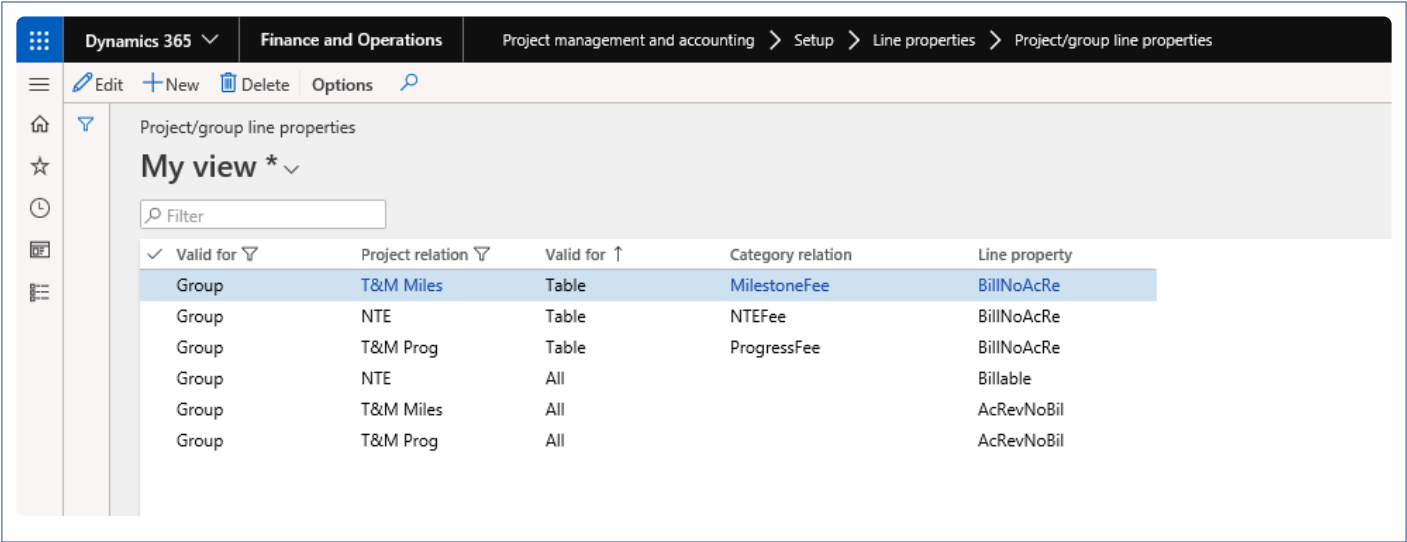 Dynamics 365 Finance and Operations Project management and accounting > Setup > Line properties > Project/group line properties
Edit New Delete Options
Project/group line properties
My view *
Filter
Valid for Project relation Valid for ↑ Category relation Line property
Group T&M Miles Table MilestoneFee BillNoAcRe
Group NTE Table NTEFee BillNoAcRe
Group T&M Prog Table ProgressFee BillNoAcRe
Group NTE All Billable
Group T&M Miles All AcRevNoBil
Group T&M Prog All AcRevNoBil